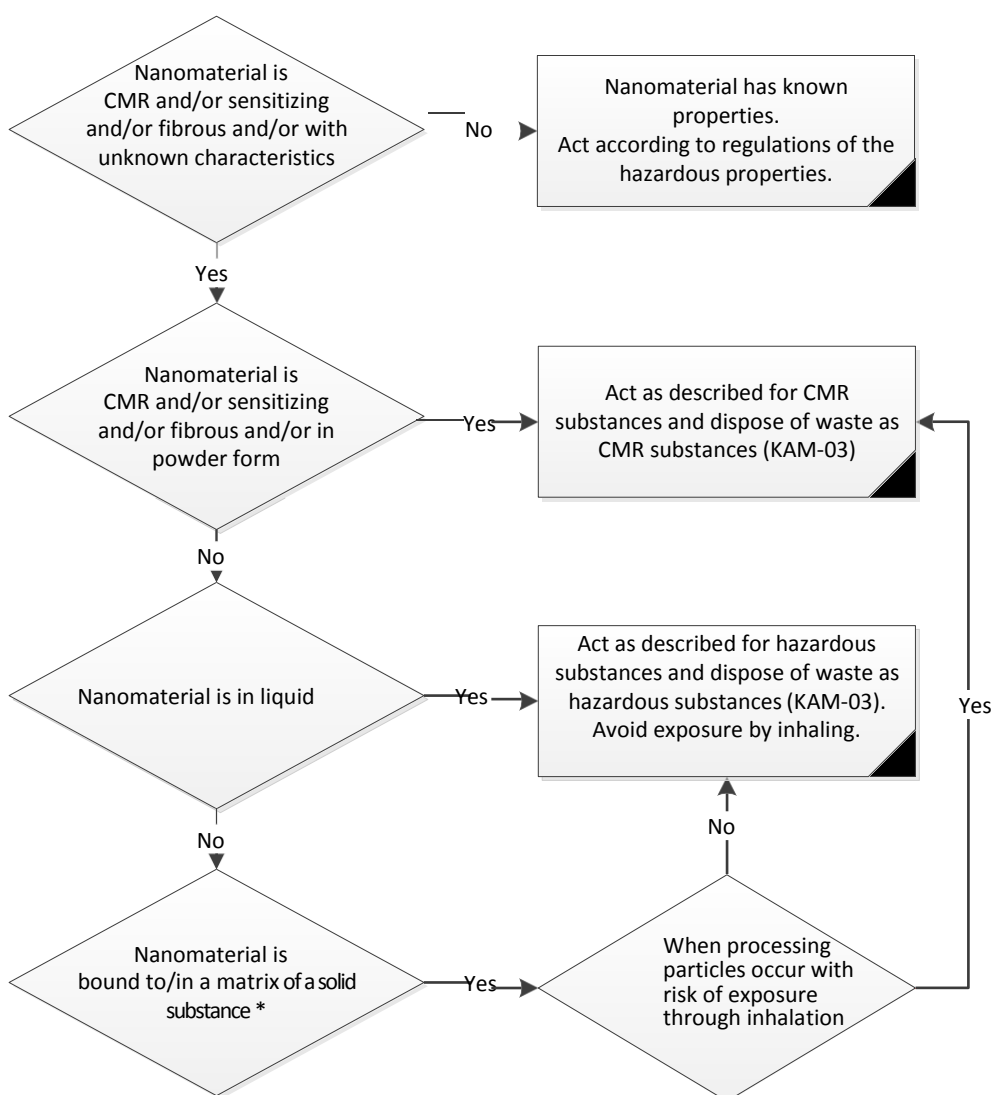 Nanomaterial is
CMR and/or sensitizing
and/or fibrous and/or with
unknown characteristics
No
Nanomaterial has known
properties.
Act according to regulations of the
hazardous properties.
Yes
Nanomaterial is
CMR and/or sensitizing
and/or fibrous and/or in
powder form
Yes
Act as described for CMR
substances and dispose of waste as
CMR substances (KAM-03)
No
Nanomaterial is in liquid
Yes
Act as described for hazardous
substances and dispose of waste as
hazardous substances (KAM-03).
Avoid exposure by inhaling.
Yes
No
No
Nanomaterial is
bound to/in a matrix of a solid
substance *
Yes
When processing
particles occur with
risk of exposure
through inhalation